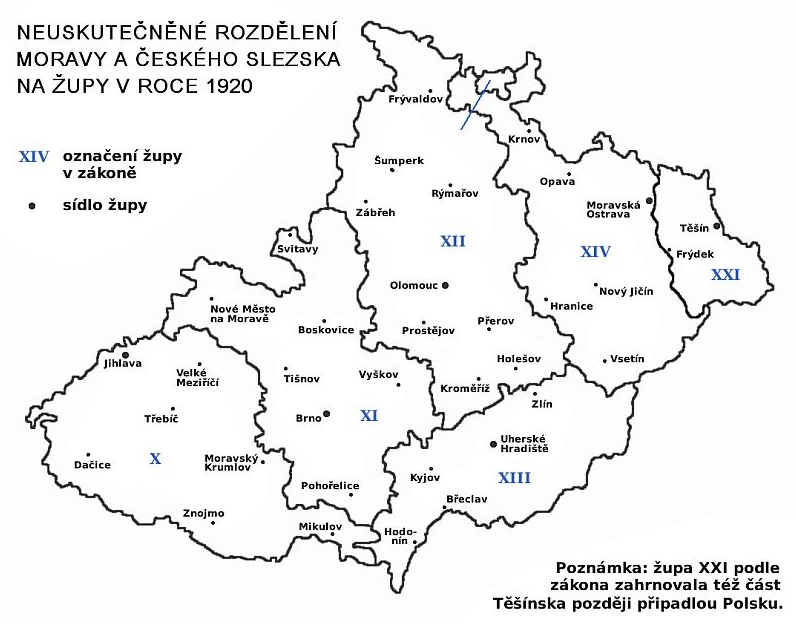 NEUSKUTEČNĚNÉ ROZDĚLENÍ
MORAVY A ČESKÉHO SLEZSKA
NA ŽUPY V ROCE 1920
XIV označení župy
v zákoně
sídlo župy
Frývaldov
Krnov
Šumperk
Opava
Rýmařov
Moravská
Ostrava
Zábřeh
Těšín
XII
Svitavy
XIV
Frýdek
XXI
Olomouc
Nový Jičín
Hranice
Nové Město
na Moravě
Boskovice
Prostějov
Přerov
Jihlava
Velké
Meziříčí
Tišnov
Vyškov
Holešov
Vsetín
Kroměříž
Zlín
Třebíč
Brno
XI
Uherské
Hradiště
Dačice
X
Moravský
Krumlov
Kyjov
XIII
Pohořelice
Břeclav
Znojmo
Mikulov
Hodo-
nín
Poznámka: župa XXI podle
zákona zahrnovala též část
Těšínska později připadlou Polsku.